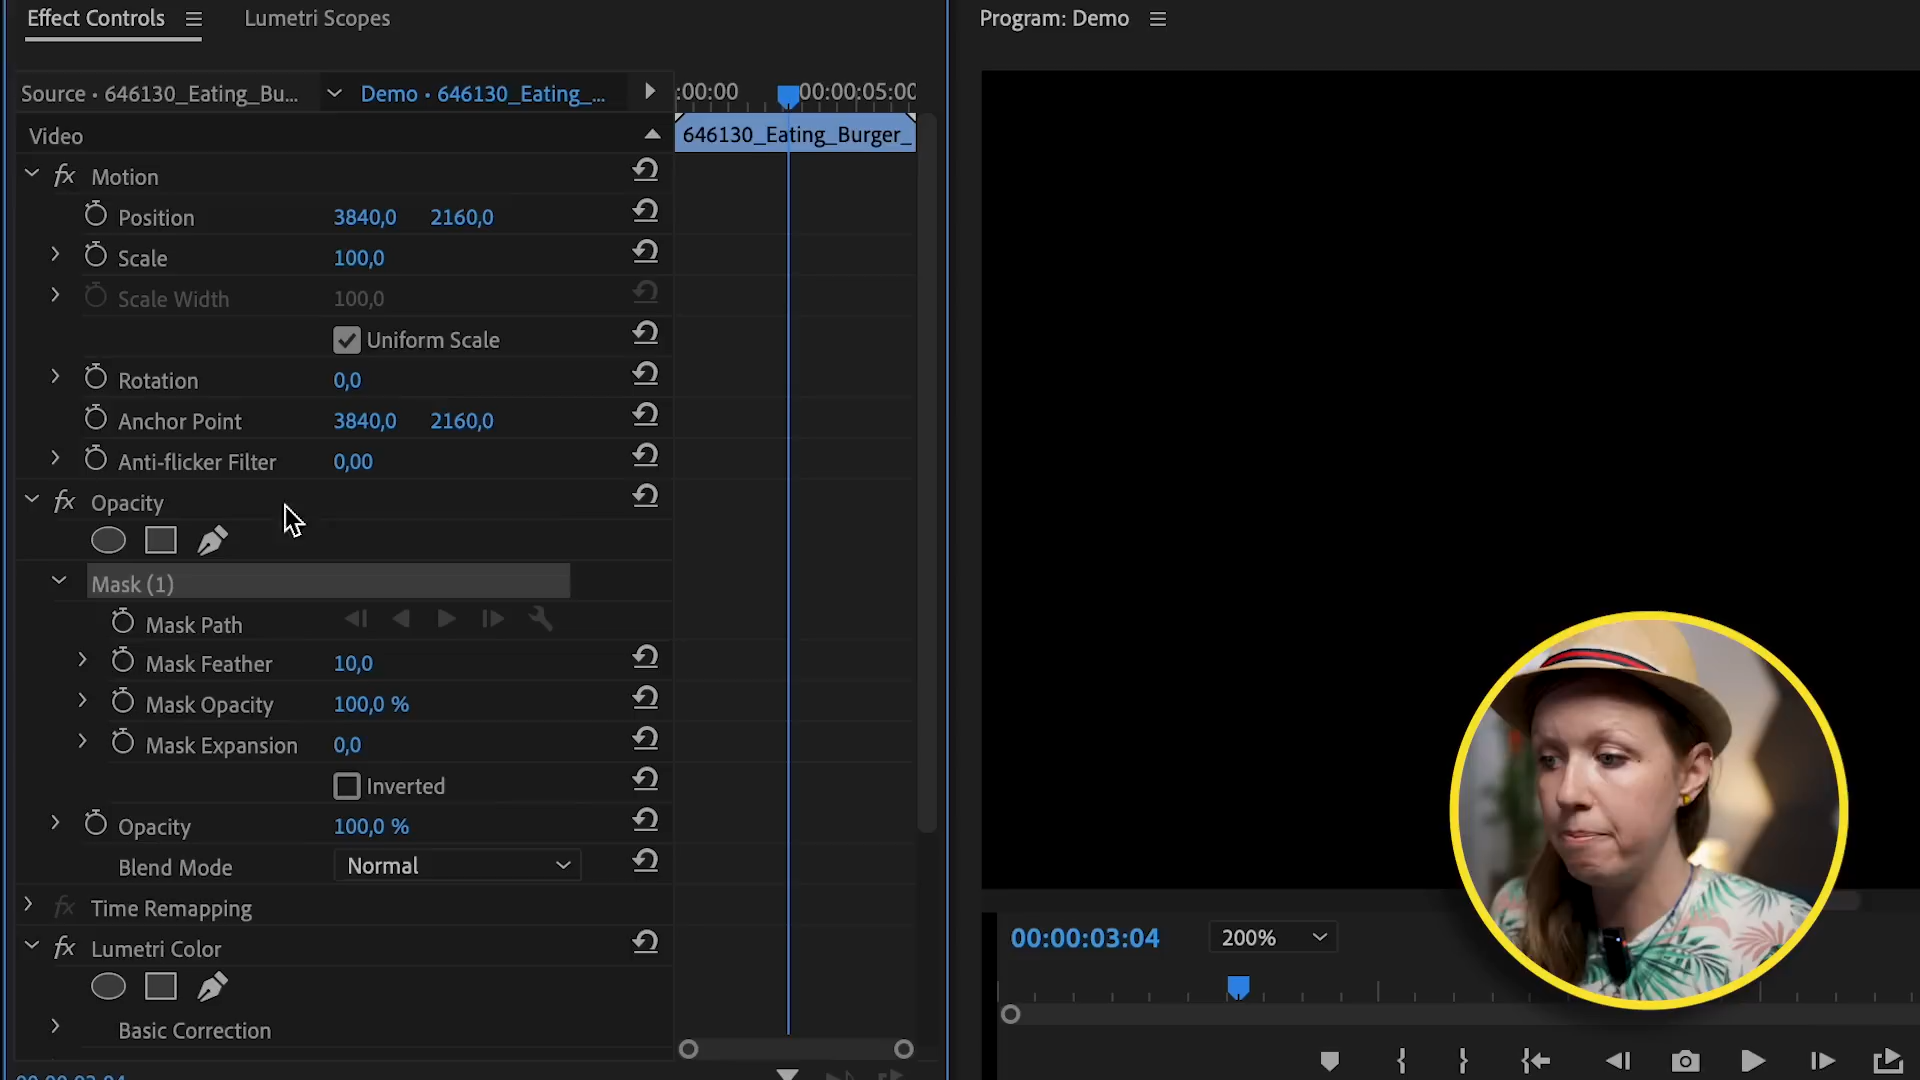 Effect Controls
Lumetri Scopes
Program: Demo
Source • 646130_Eating_Bu...
Demo • 646130_Eating_...
:00:00
00:00:05:00
Video
646130_Eating_Burger_
fx Motion
Position 3840,0 2160,0
Scale 100,0
Scale Width 100,0
Uniform Scale
Rotation 0,0
Anchor Point 3840,0 2160,0
Anti-flicker Filter 0,00
fx Opacity
Mask (1)
Mask Path
Mask Feather 10,0
Mask Opacity 100,0 %
Mask Expansion 0,0
Inverted
Opacity 100,0 %
Blend Mode Normal
fx Time Remapping
fx Lumetri Color
Basic Correction
00:00:03:04
200%